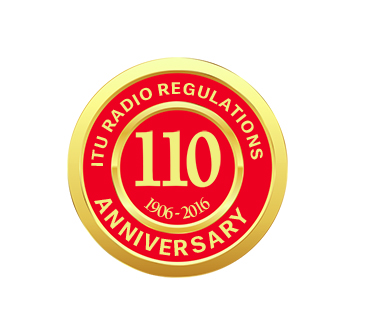 ITU RADIO REGULATIONS
110
1906 - 2016
ANNIVERSARY